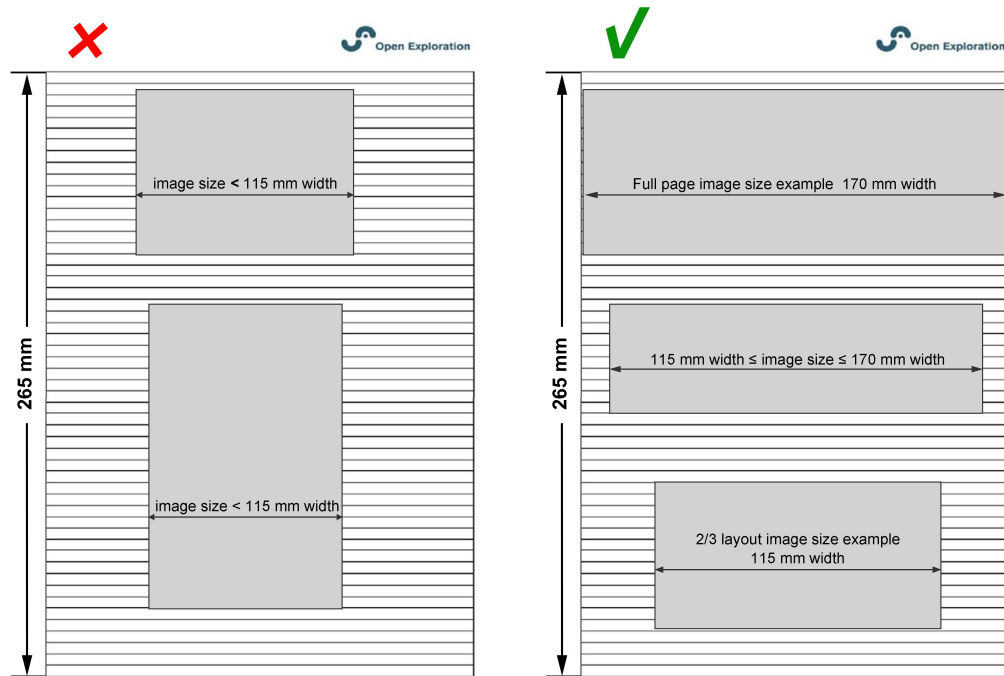 Open Exploration
image size < 115 mm width
image size < 115 mm width
265 mm
Open Exploration
Full page image size example  170 mm width
115 mm width ≤ image size ≤ 170 mm width
2/3 layout image size example
115 mm width
265 mm